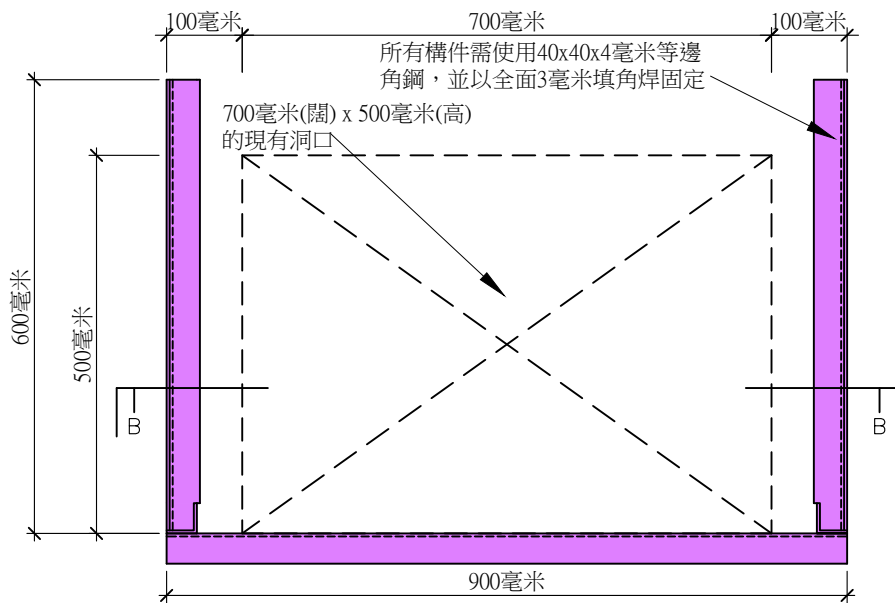 100毫米
700毫米
100毫米
所有構件需使用40x40x4毫米等邊
角鋼，並以全面3毫米填角焊固定
700毫米(闊) x 500毫米(高)
的現有洞口
600毫米
500毫米
B
B
900毫米